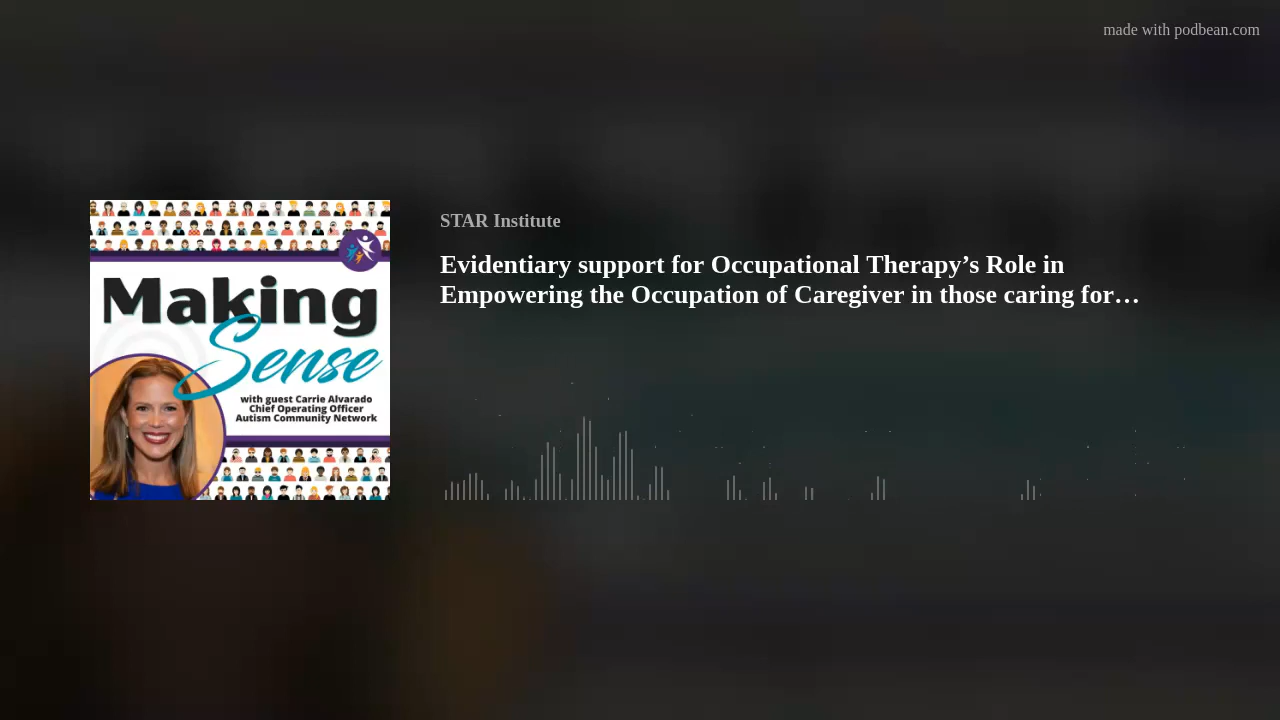 made with podbean.com
STAR Institute
Evidentiary support for Occupational Therapy’s Role in
Empowering the Occupation of Caregiver in those caring for…
Making
Sense
with guest Carrie Alvarado
Chief Operating Officer
Autism Community Network